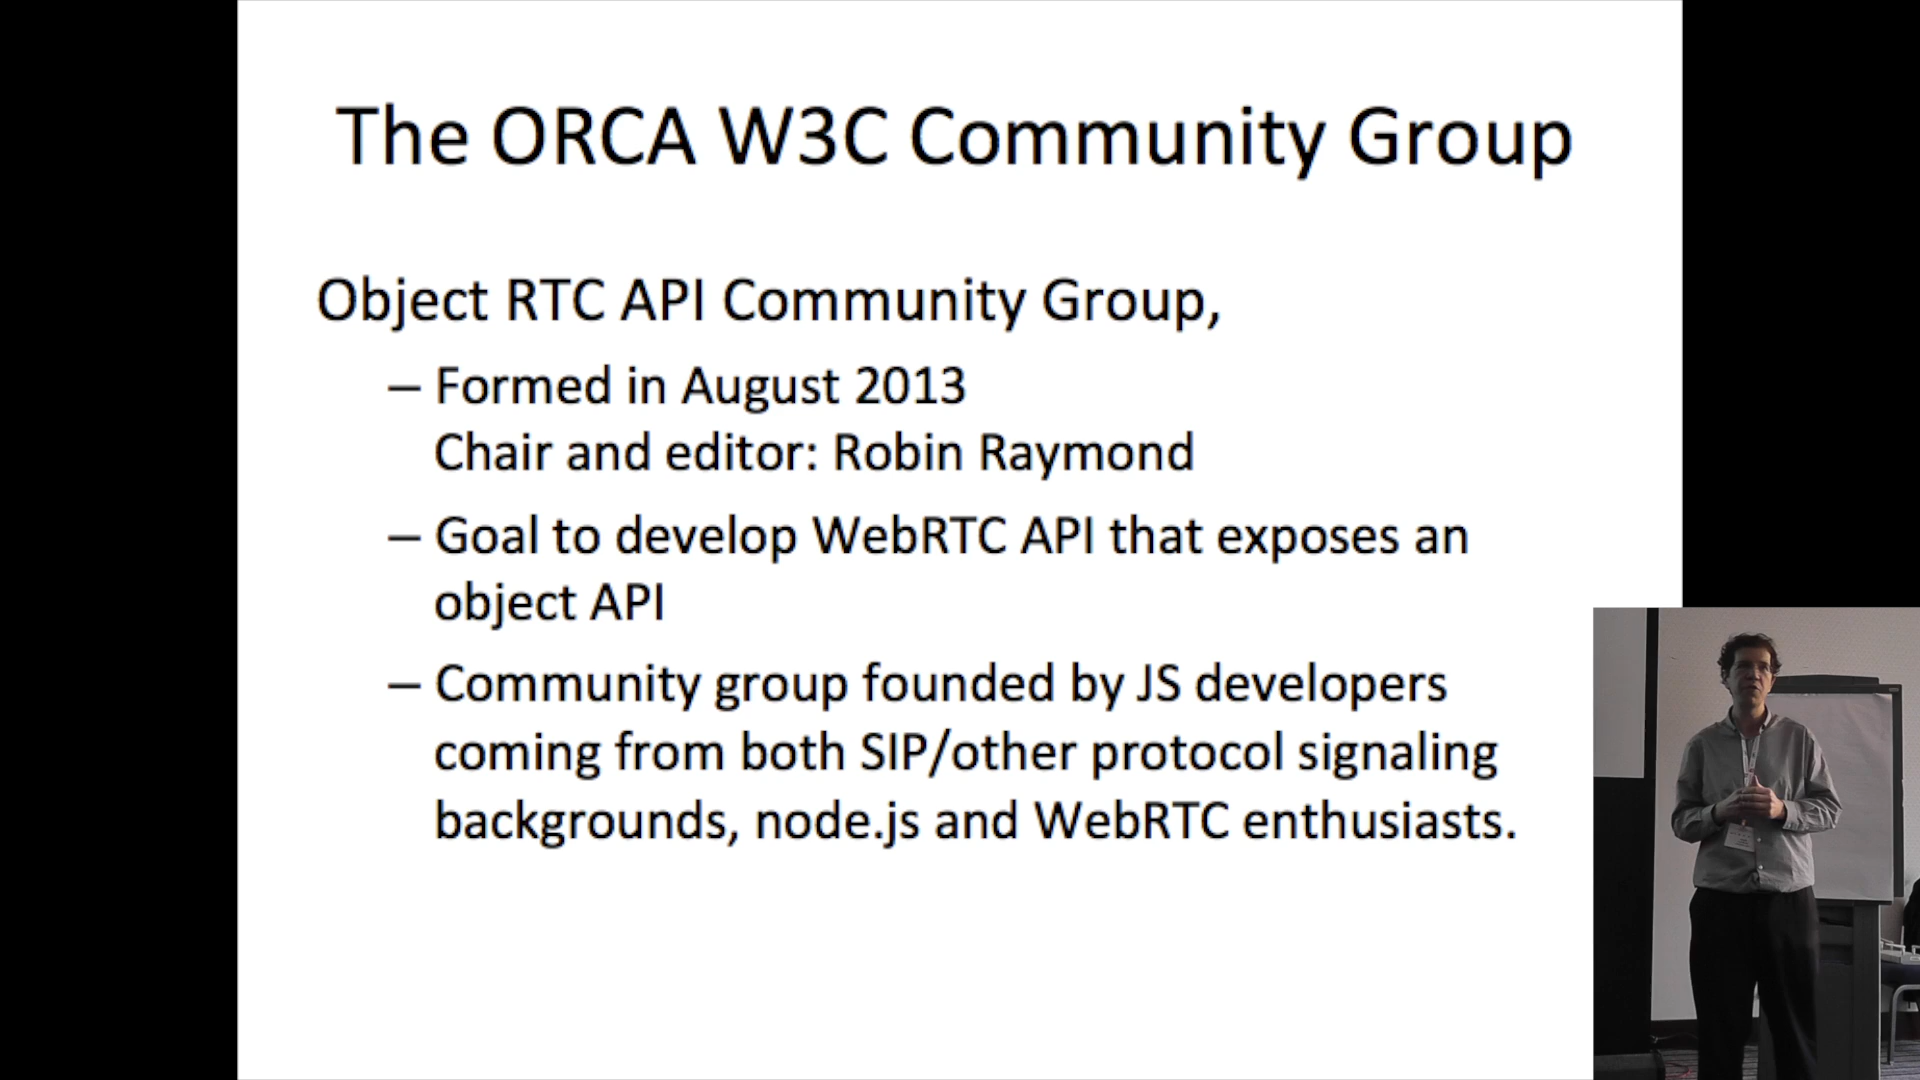 The ORCA W3C Community Group
Object RTC API Community Group,
– Formed in August 2013
Chair and editor: Robin Raymond
– Goal to develop WebRTC API that exposes an
object API
– Community group founded by JS developers
coming from both SIP/other protocol signaling
backgrounds, node.js and WebRTC enthusiasts.